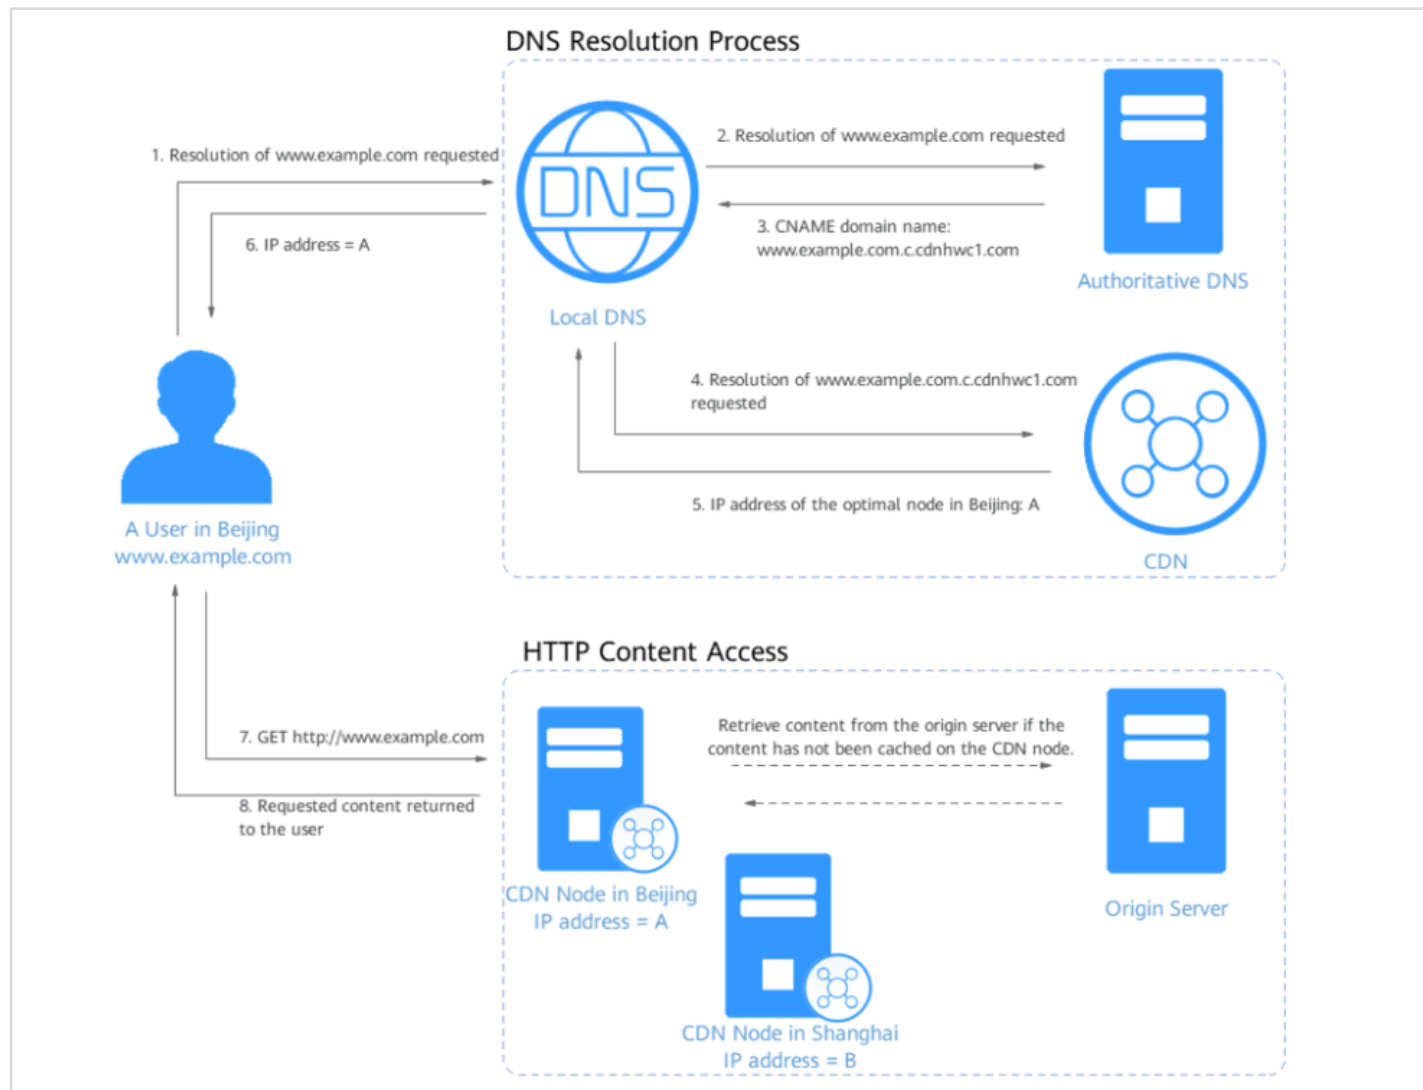 DNS Resolution Process
1. Resolution of www.example.com requested
2. Resolution of www.example.com requested
DNS
3. CNAME domain name:
www.example.com.c.cdnhwc1.com
6. IP address = A
Authoritative DNS
Local DNS
4. Resolution of www.example.com.c.cdnhwc1.com
requested
5. IP address of the optimal node in Beijing: A
A User in Beijing
www.example.com
CDN
HTTP Content Access
7. GET http://www.example.com
Retrieve content from the origin server if the
content has not been cached on the CDN node.
8. Requested content returned
to the user
CDN Node in Beijing
IP address = A
Origin Server
CDN Node in Shanghai
IP address = B